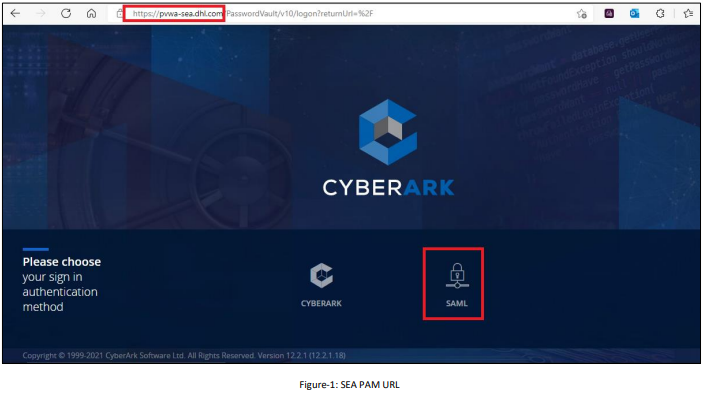 https://pvwa-sea.dhl.com/PasswordVault/v10/logon?returnUrl=%2F
CYBERARK
Please choose
your sign in
authentication
method
CYBERARK
SAML
Copyright © 1999-2021 CyberArk Software Ltd. All Rights Reserved. Version 12.2.1 (12.2.1.18)
Figure-1: SEA PAM URL